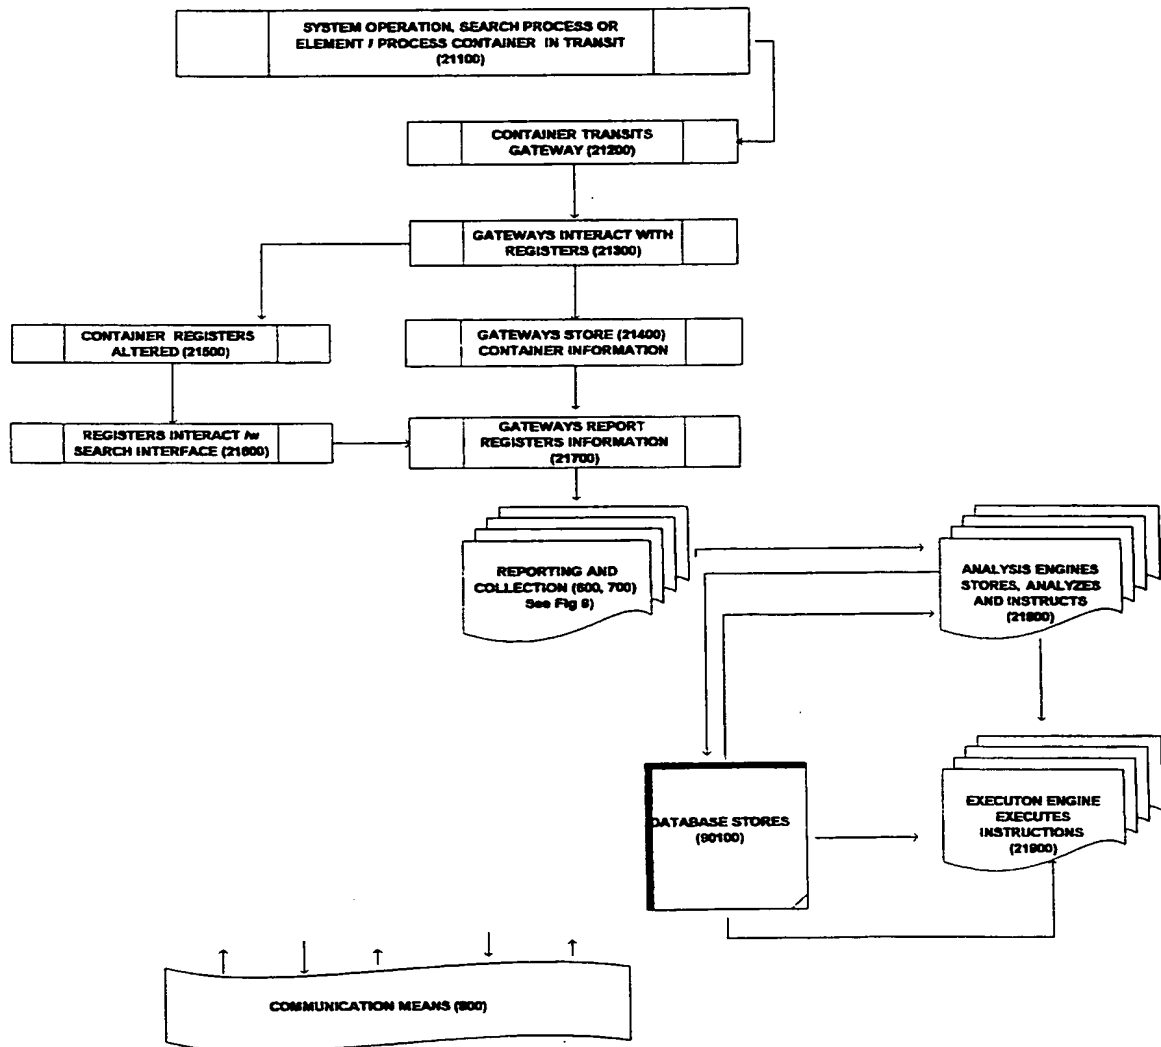 SYSTEM OPERATION, SEARCH PROCESS OR
ELEMENT / PROCESS CONTAINER IN TRANSIT
(21100)
CONTAINER TRANSITS
GATEWAY (21200)
GATEWAYS INTERACT WITH
REGISTERS (21300)
CONTAINER REGISTERS
ALTERED (21500)
GATEWAYS STORE (21400)
CONTAINER INFORMATION
REGISTERS INTERACT /w
SEARCH INTERFACE (21600)
GATEWAYS REPORT
REGISTERS INFORMATION
(21700)
REPORTING AND
COLLECTION (600, 700)
See Fig 6)
ANALYSIS ENGINES
STORES, ANALYZES
AND INSTRUCTS
(21800)
DATABASE STORES
(90100)
EXECUTON ENGINE
EXECUTES
INSTRUCTIONS
(21900)
COMMUNICATION MEANS (800)